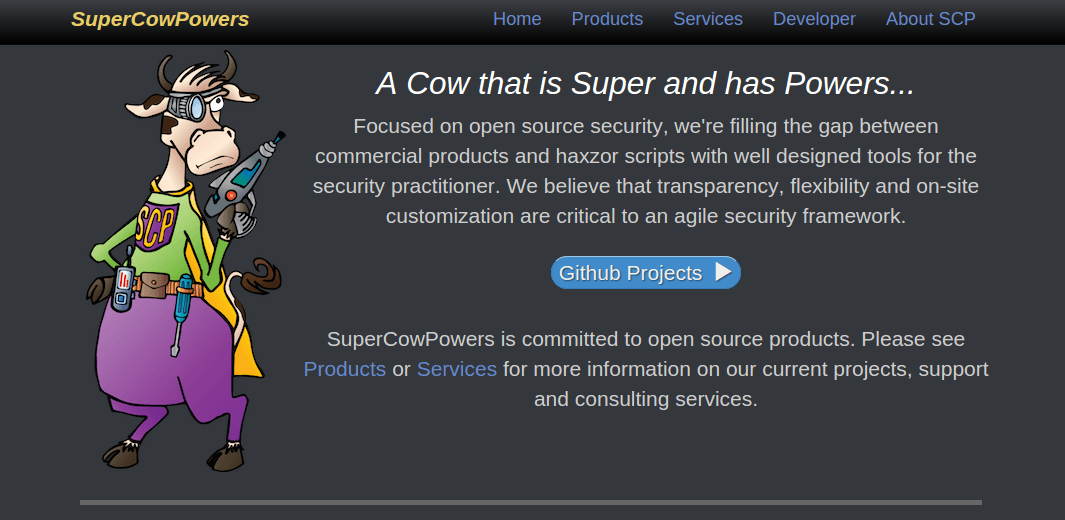 SuperCowPowers
Home Products Services Developer About SCP
A Cow that is Super and has Powers...
Focused on open source security, we're filling the gap between
commercial products and haxzor scripts with well designed tools for the
security practitioner. We believe that transparency, flexibility and on-site
customization are critical to an agile security framework.
SCP
Github Projects
SuperCowPowers is committed to open source products. Please see
Products or Services for more information on our current projects, support
and consulting services.